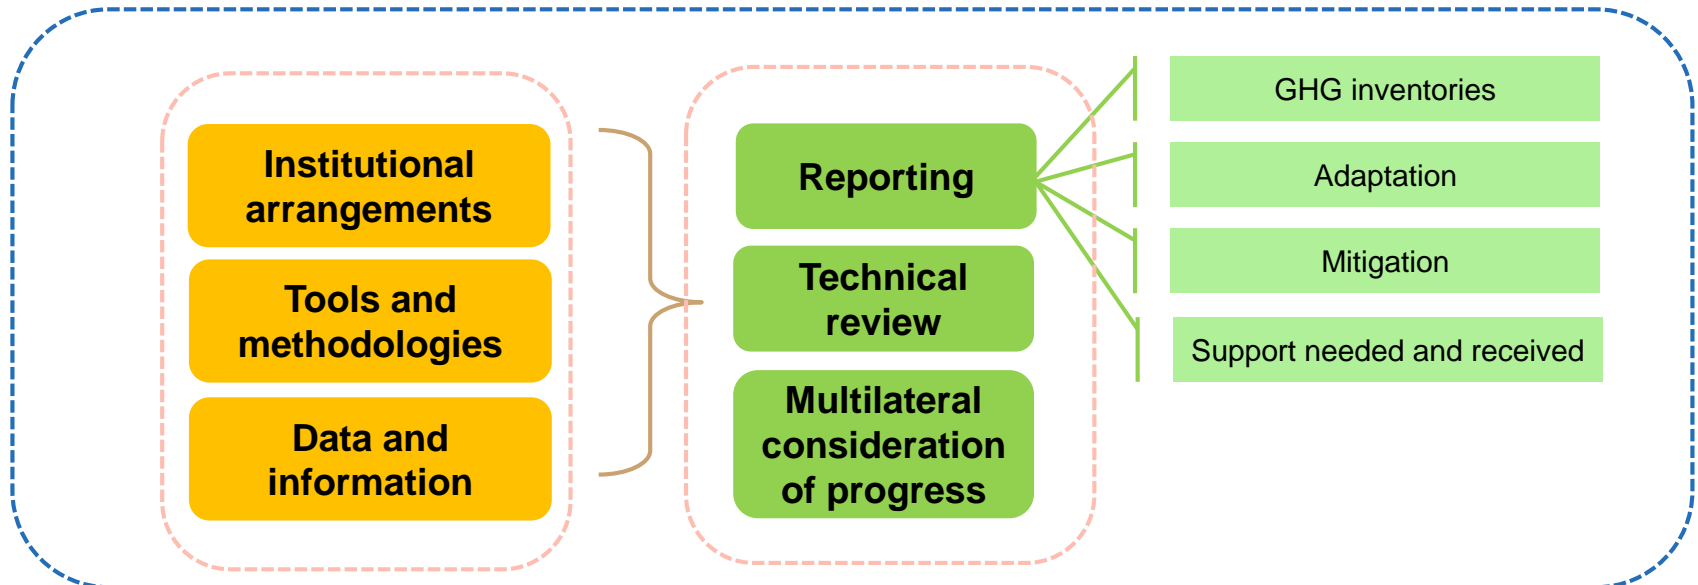 Institutional
arrangements
Tools and
methodologies
Data and
information
Reporting
Technical
review
Multilateral
consideration
of progress
GHG inventories
Adaptation
Mitigation
Support needed and received